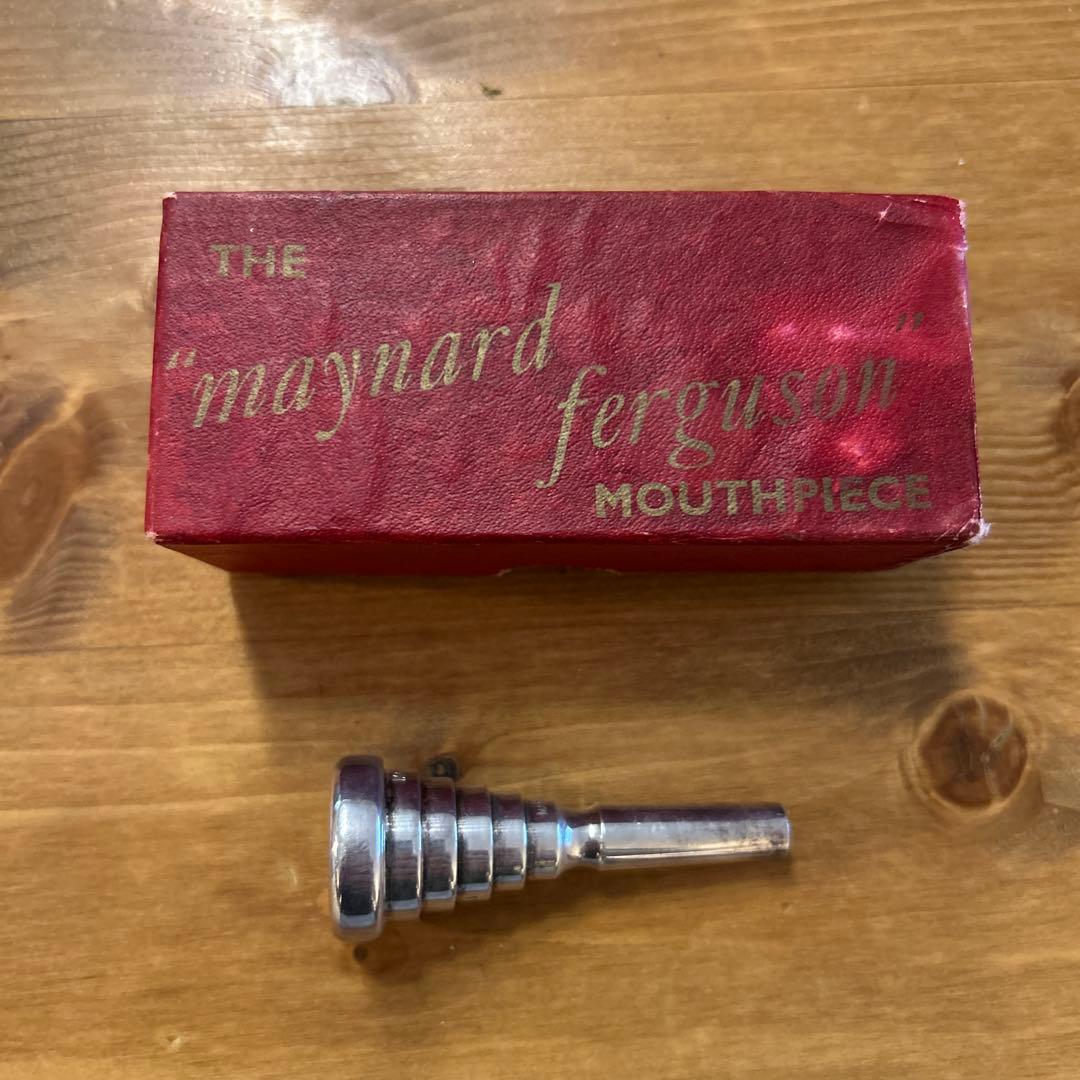 THE
"maynard
ferguson"
MOUTHPIECE